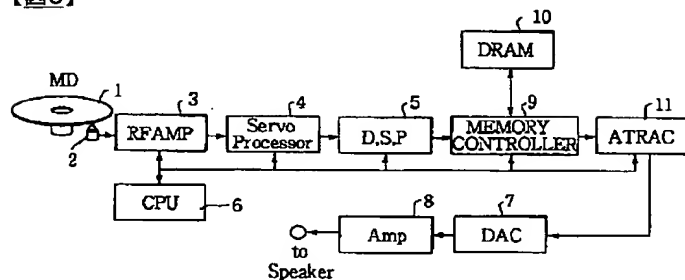 MD
1
2
3
RFAMP
4
Servo
Processor
5
D.S.P
9
MEMORY
CONTROLLER
10
DRAM
11
ATRAC
CPU
6
8
Amp
7
DAC
to
Speaker